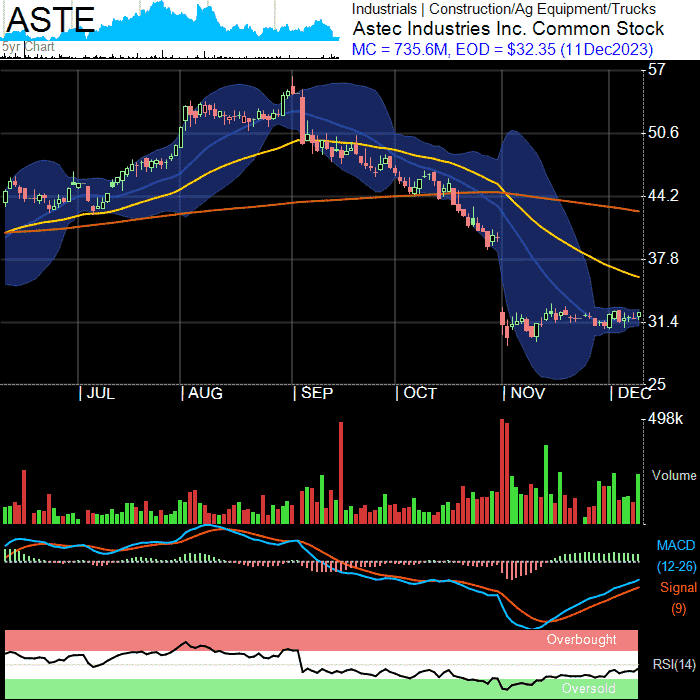 ASTE
5yr Chart
Industrials | Construction/Ag Equipment/Trucks
Astec Industries Inc. Common Stock
MC = 735.6M, EOD = $32.35 (11Dec2023)
57
50.6
44.2
37.8
31.4
25
| JUL | AUG | SEP | OCT | NOV | DEC
498k
Volume
MACD
(12-26)
Signal
(9)
Overbought
RSI(14)
Oversold